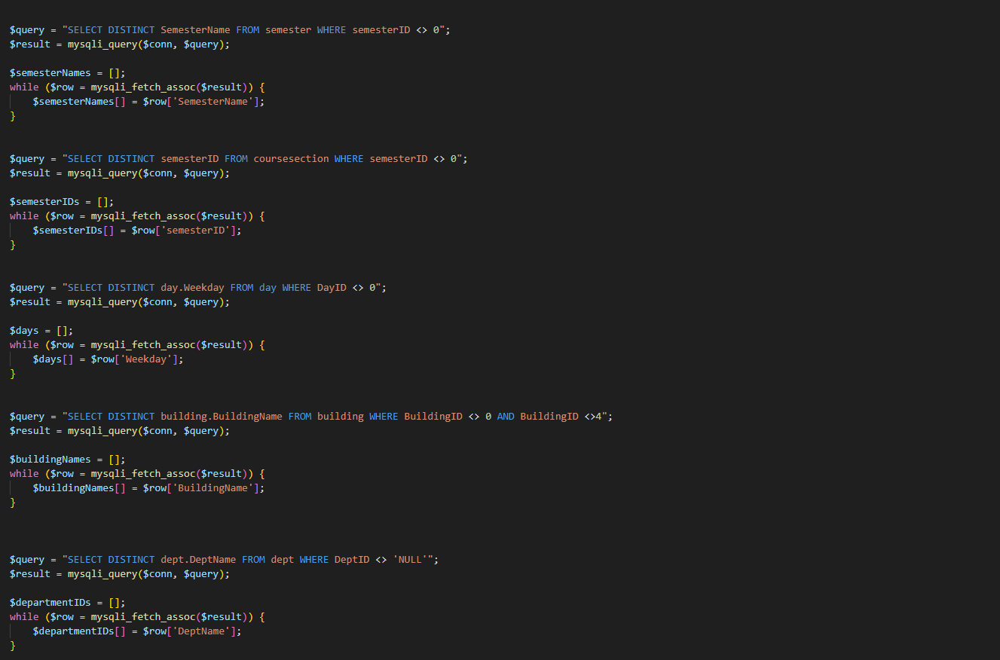 $query = "SELECT DISTINCT SemesterName FROM semester WHERE semesterID <> 0";
$result = mysqli_query($conn, $query);
$semesterNames = [];
while ($row = mysqli_fetch_assoc($result)) {
    $semesterNames[] = $row['SemesterName'];
}
$query = "SELECT DISTINCT semesterID FROM coursesection WHERE semesterID <> 0";
$result = mysqli_query($conn, $query);
$semesterIDs = [];
while ($row = mysqli_fetch_assoc($result)) {
    $semesterIDs[] = $row['semesterID'];
}
$query = "SELECT DISTINCT day.Weekday FROM day WHERE DayID <> 0";
$result = mysqli_query($conn, $query);
$days = [];
while ($row = mysqli_fetch_assoc($result)) {
    $days[] = $row['Weekday'];
}
$query = "SELECT DISTINCT building.BuildingName FROM building WHERE BuildingID <> 0 AND BuildingID <>4";
$result = mysqli_query($conn, $query);
$buildingNames = [];
while ($row = mysqli_fetch_assoc($result)) {
    $buildingNames[] = $row['BuildingName'];
}
$query = "SELECT DISTINCT dept.DeptName FROM dept WHERE DeptID <> 'NULL'";
$result = mysqli_query($conn, $query);
$departmentIDs = [];
while ($row = mysqli_fetch_assoc($result)) {
    $departmentIDs[] = $row['DeptName'];
}